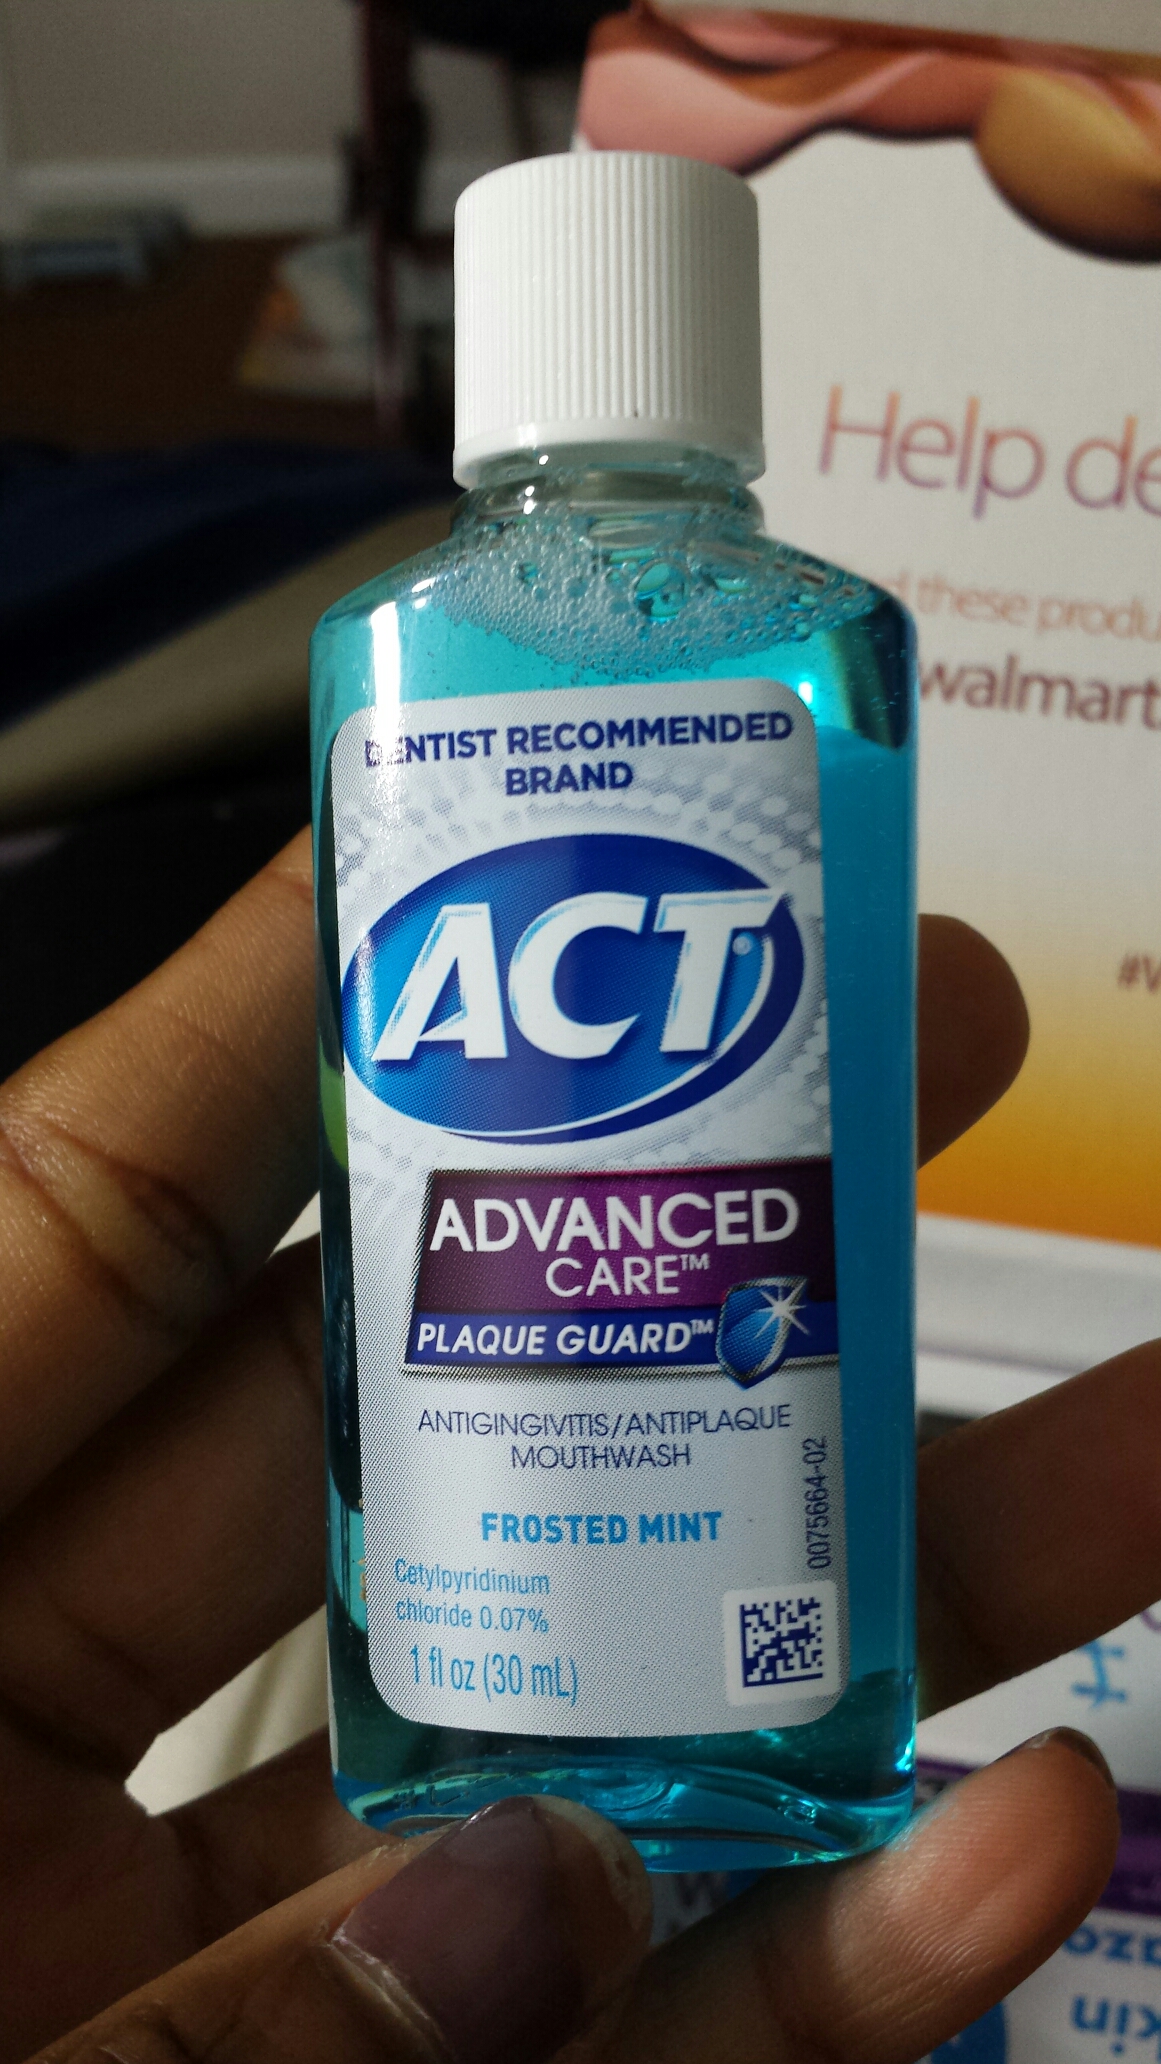 DENTIST RECOMMENDED
BRAND
ACT®
ADVANCED
CARE™
PLAQUE GUARD™
ANTIGINGIVITIS/ANTIPLAQUE
MOUTHWASH
FROSTED MINT
Cetylpyridinium
chloride 0.07%
1 fl oz (30 mL)
0075664-02
Help de
these produ
walmart
#V
kin